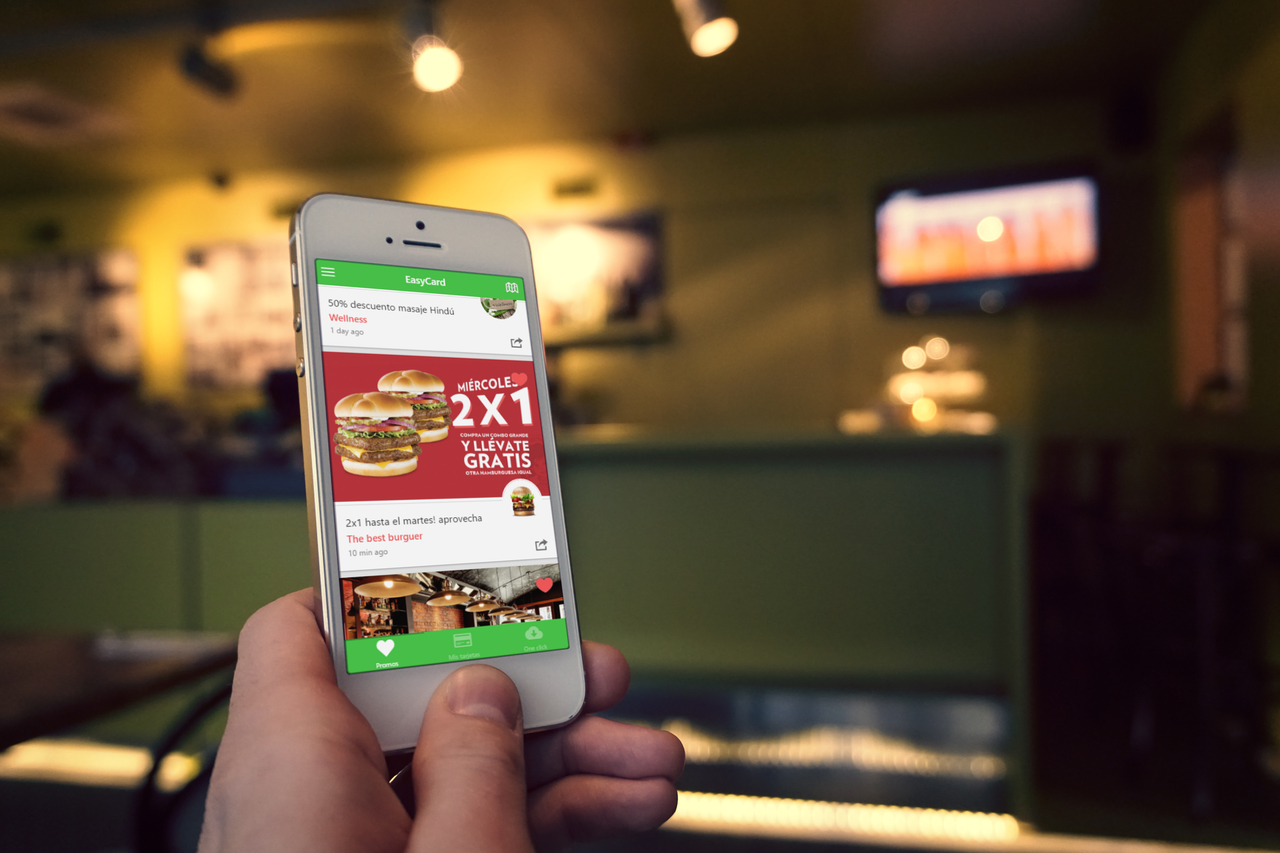 EasyCard
50% descuento masaje Hindú
Wellness
1 day ago
MIÉRCOLES
2X1
COMPRA UN COMBO GRANDE
Y LLÉVATE
GRATIS
OTRA HAMBURGUESA IGUAL
2x1 hasta el martes! aprovecha
The best burguer
10 min ago
Promos
Mis tarjetas
One click